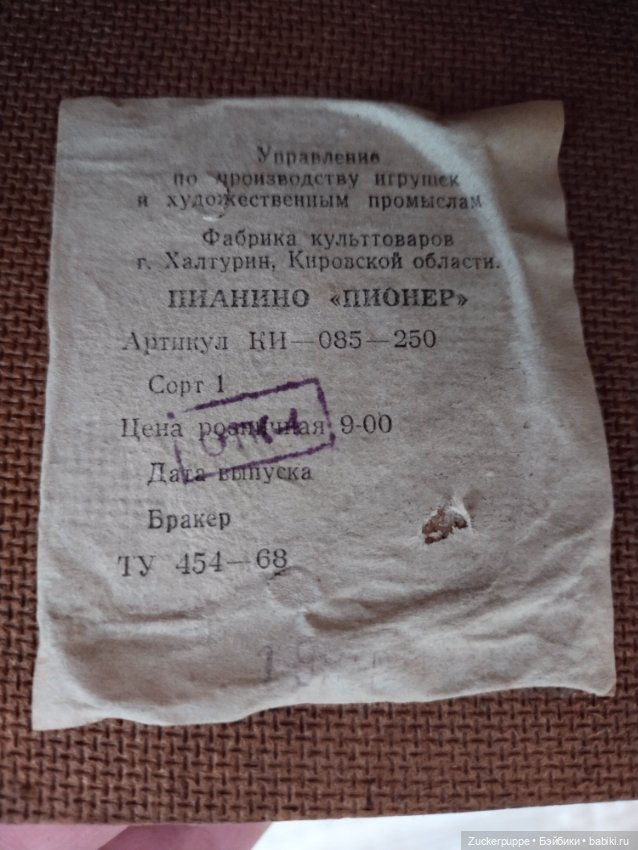 Управление
по производству игрушек
и художественным промыслам
Фабрика культтоваров
г. Халтурин, Кировской области.
ПИАНИНО «ПИОНЕР»
Артикул КИ—085—250
Сорт 1
Цена розничная 9-00
Дата выпуска
Бракер
ТУ 454—68
Zuckerpuppe • Бэйбики • babiki.ru